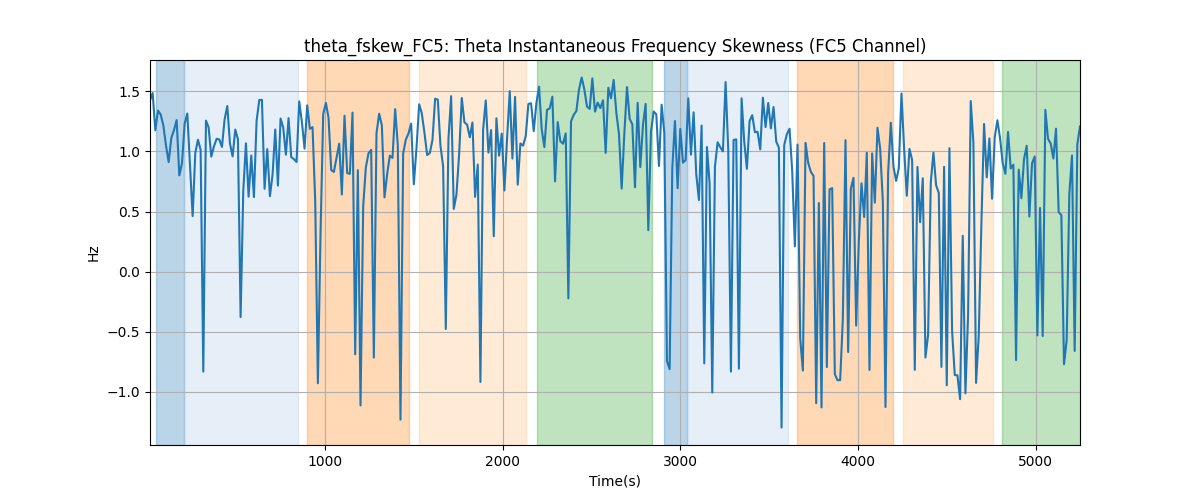 theta_fskew_FC5: Theta Instantaneous Frequency Skewness (FC5 Channel)
1.5
1.0
0.5
0.0
−0.5
−1.0
Hz
1000 2000 3000 4000 5000
Time(s)